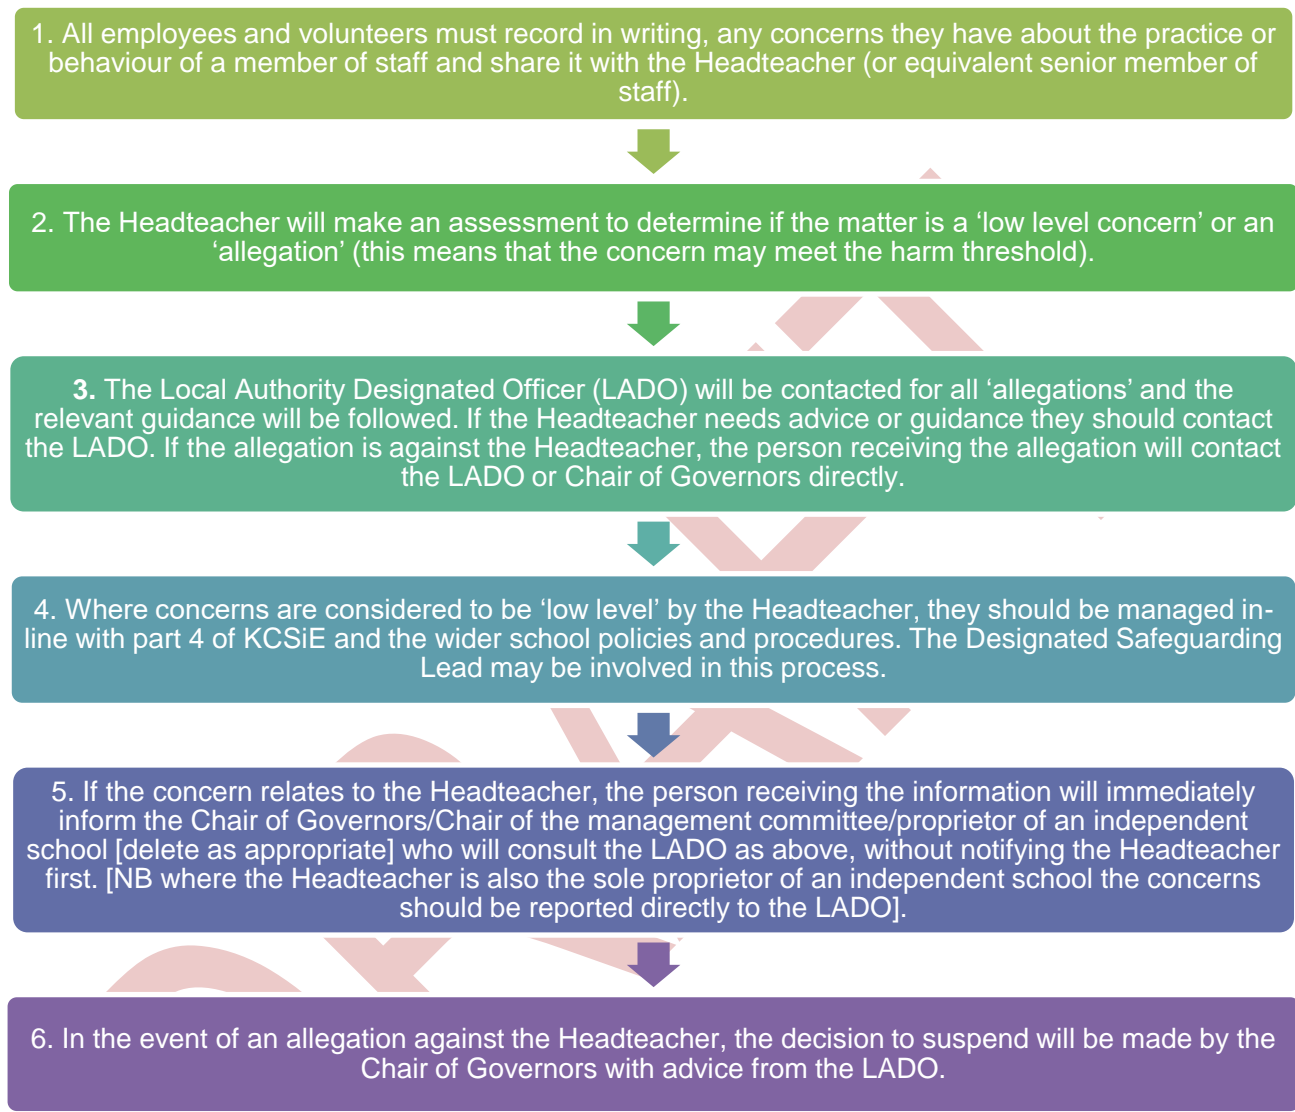 1. All employees and volunteers must record in writing, any concerns they have about the practice or
behaviour of a member of staff and share it with the Headteacher (or equivalent senior member of
staff).
2. The Headteacher will make an assessment to determine if the matter is a ‘low level concern’ or an
‘allegation’ (this means that the concern may meet the harm threshold).
3. The Local Authority Designated Officer (LADO) will be contacted for all ‘allegations’ and the
relevant guidance will be followed. If the Headteacher needs advice or guidance they should contact
the LADO. If the allegation is against the Headteacher, the person receiving the allegation will contact
the LADO or Chair of Governors directly.
4. Where concerns are considered to be ‘low level’ by the Headteacher, they should be managed in-
line with part 4 of KCSiE and the wider school policies and procedures. The Designated Safeguarding
Lead may be involved in this process.
5. If the concern relates to the Headteacher, the person receiving the information will immediately
inform the Chair of Governors/Chair of the management committee/proprietor of an independent
school [delete as appropriate] who will consult the LADO as above, without notifying the Headteacher
first. [NB where the Headteacher is also the sole proprietor of an independent school the concerns
should be reported directly to the LADO].
6. In the event of an allegation against the Headteacher, the decision to suspend will be made by the
Chair of Governors with advice from the LADO.